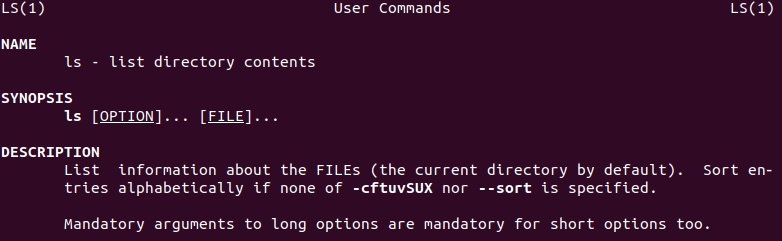 LS(1) User Commands LS(1)
NAME
ls - list directory contents
SYNOPSIS
ls [OPTION]... [FILE]...
DESCRIPTION
List  information about the FILEs (the current directory by default).  Sort en-
tries alphabetically if none of -cftuvSUX nor --sort is specified.
Mandatory arguments to long options are mandatory for short options too.